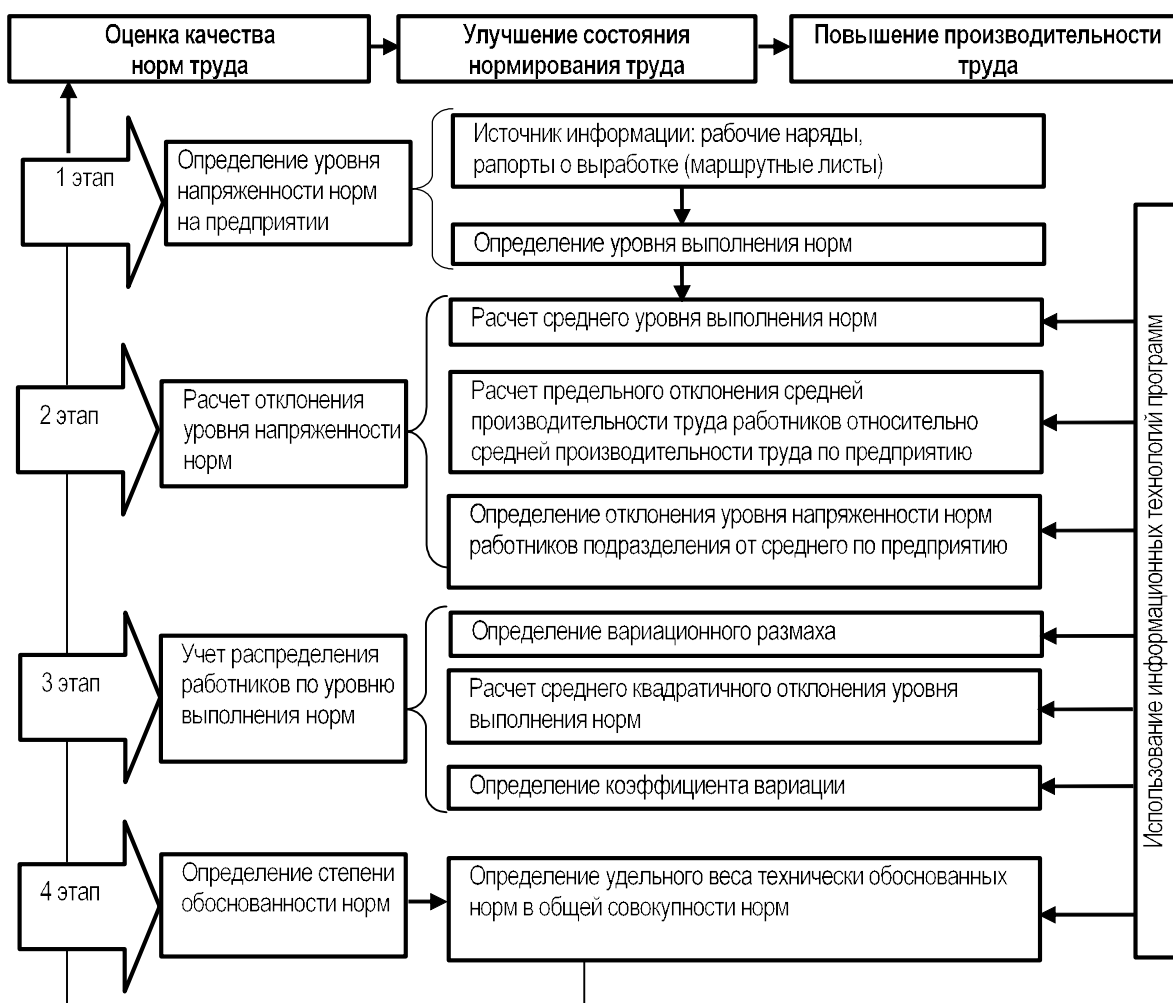 Оценка качества
норм труда
Улучшение состояния
нормирования труда
Повышение производительности
труда
1 этап
Определение уровня
напряженности норм
на предприятии
Источник информации: рабочие наряды,
рапорты о выработке (маршрутные листы)
Определение уровня выполнения норм
2 этап
Расчет отклонения
уровня напряженности
норм
Расчет среднего уровня выполнения норм
Расчет предельного отклонения средней
производительности труда работников относительно
средней производительности труда по предприятию
Определение отклонения уровня напряженности норм
работников подразделения от среднего по предприятию
3 этап
Учет распределения
работников по уровню
выполнения норм
Определение вариационного размаха
Расчет среднего квадратичного отклонения уровня
выполнения норм
Определение коэффициента вариации
4 этап
Определение степени
обоснованности норм
Определение удельного веса технически обоснованных
норм в общей совокупности норм
Использование информационных технологий программ